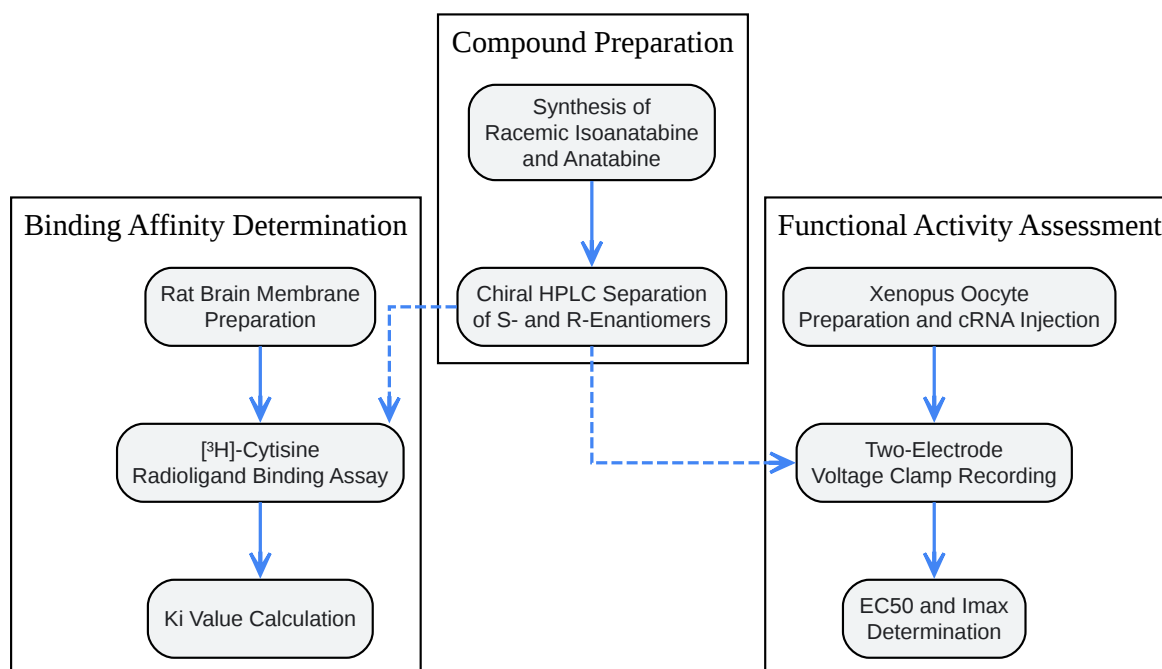 Compound Preparation
Synthesis of
Racemic Isoanatabine
and Anatabine
Chiral HPLC Separation
of S- and R-Enantiomers
Binding Affinity Determination
Rat Brain Membrane
Preparation
[³H]-Cytisine
Radioligand Binding Assay
Ki Value Calculation
Functional Activity Assessment
Xenopus Oocyte
Preparation and cRNA Injection
Two-Electrode
Voltage Clamp Recording
EC50 and Imax
Determination